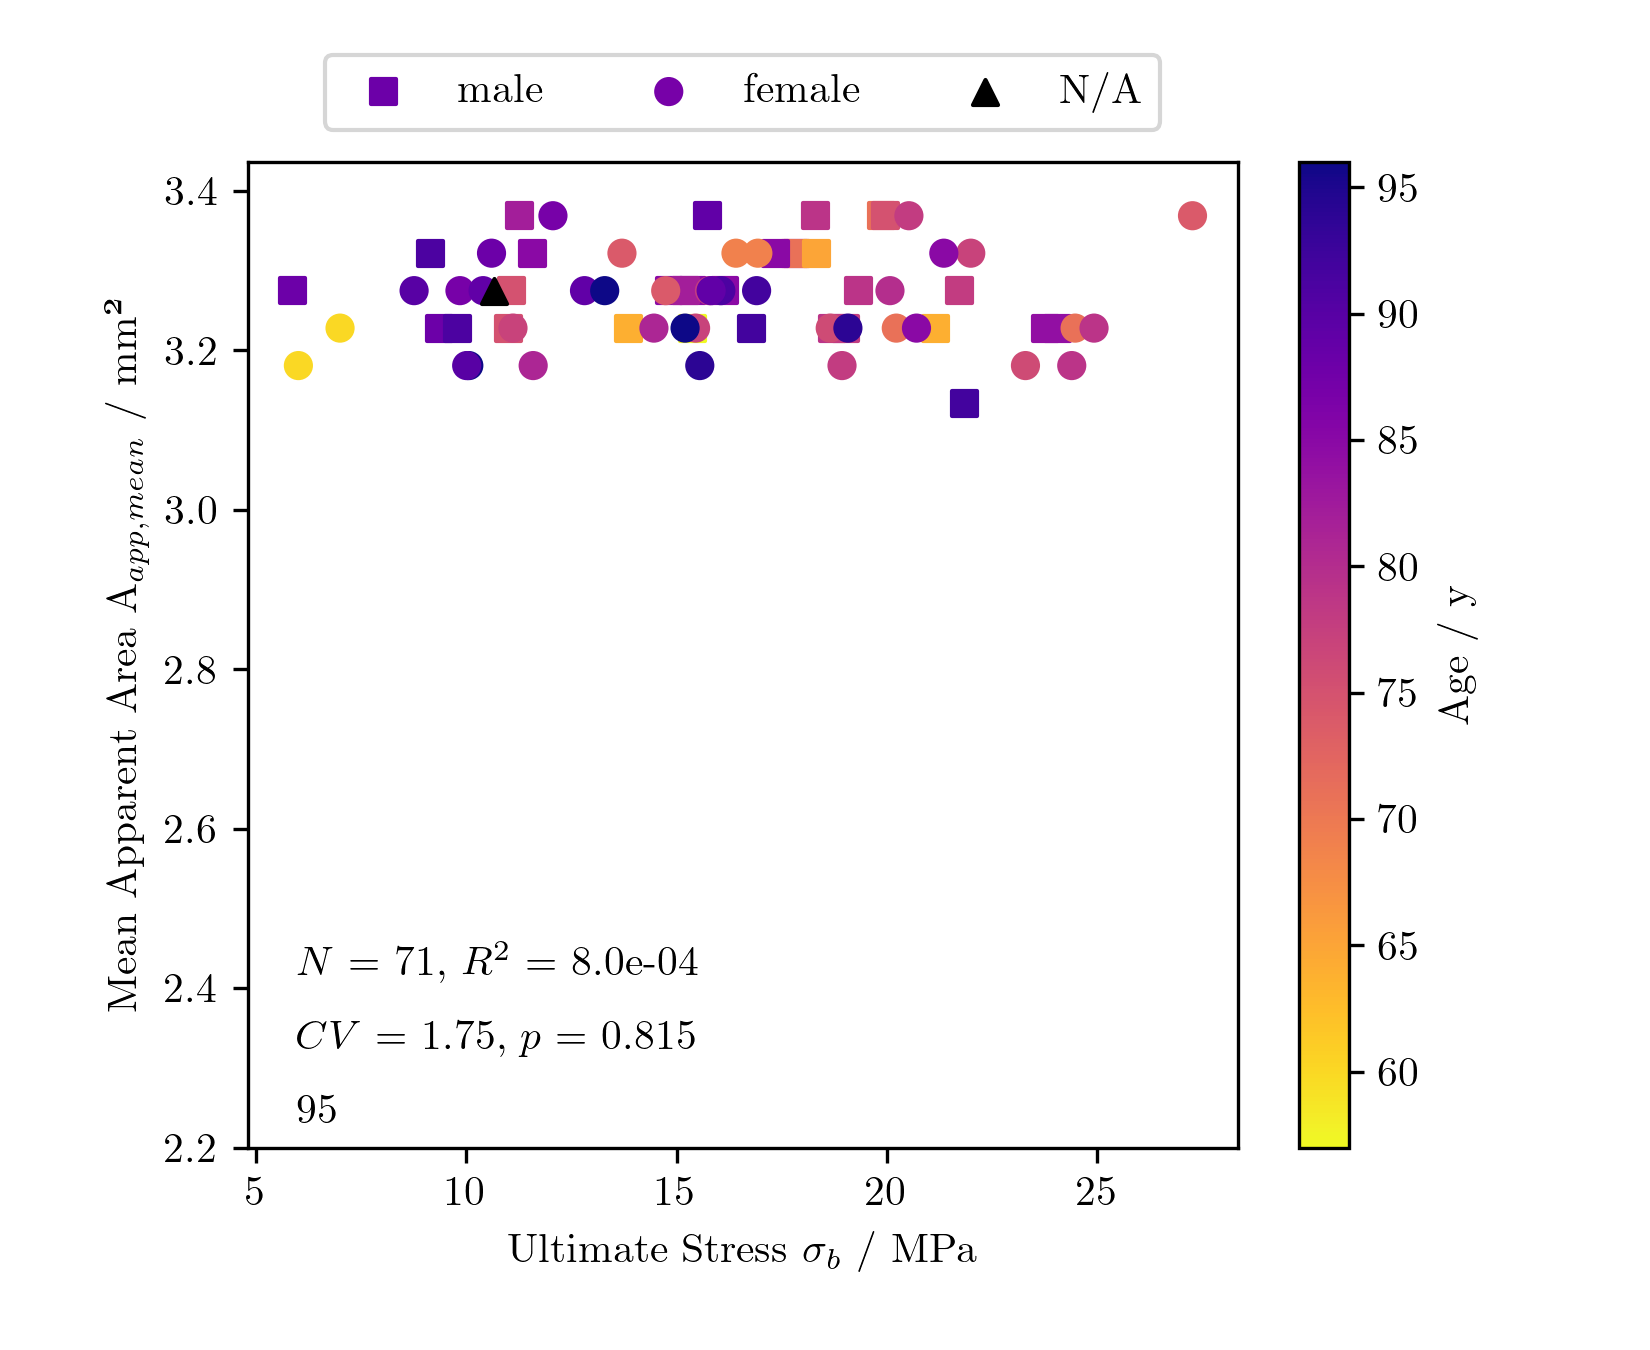 male female N/A
3.4
3.2
3.0
2.8
2.6
2.4
2.2
Mean Apparent Area A_{app,mean} / mm²
N = 71, R² = 8.0e-04
CV = 1.75, p = 0.815
95
5 10 15 20 25
Ultimate Stress σ_b / MPa
95
90
85
80
75
70
65
60
Age / y